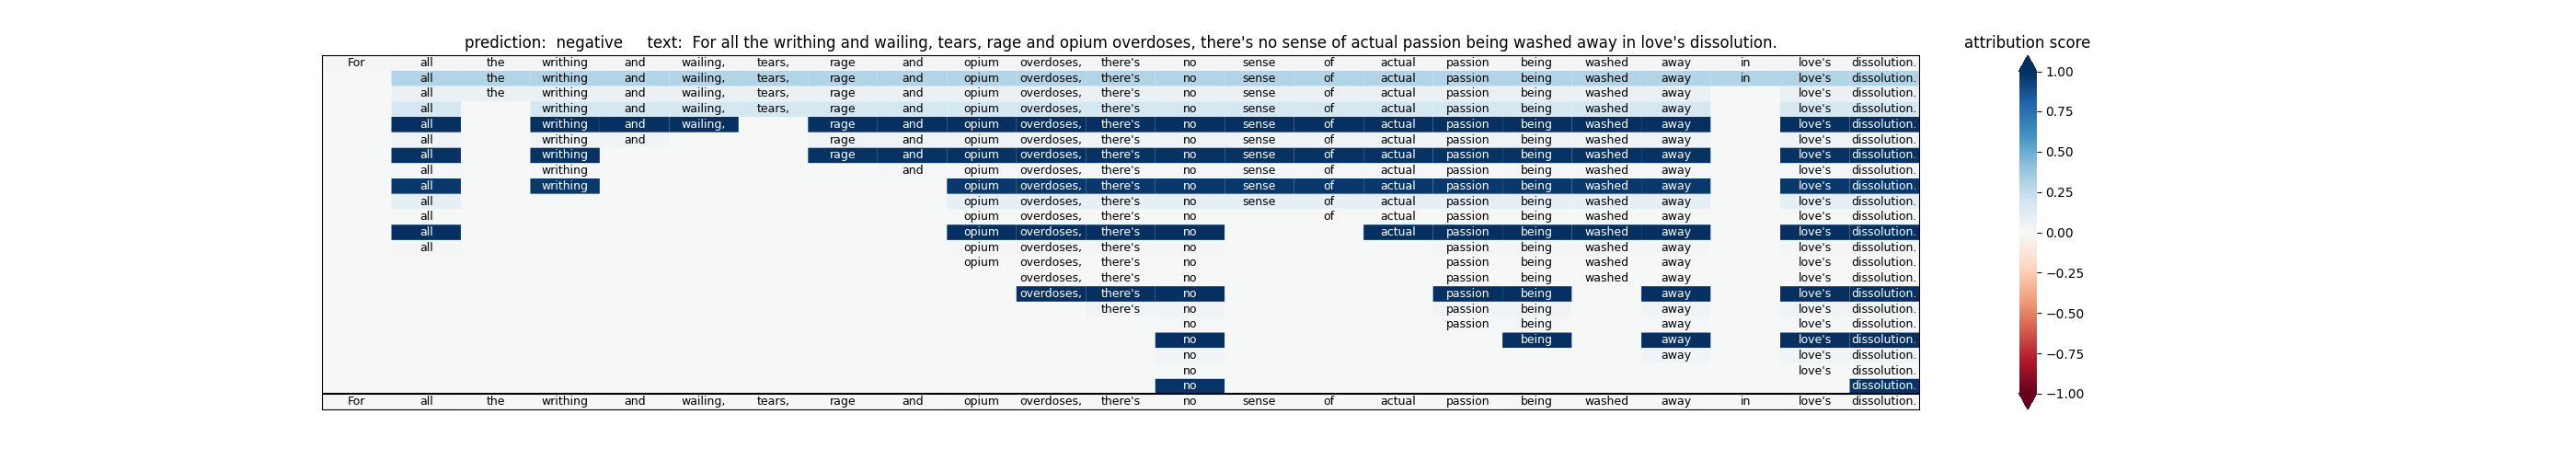 prediction:  negative     text:  For all the writhing and wailing, tears, rage and opium overdoses, there's no sense of actual passion being washed away in love's dissolution.
attribution score
For all the writhing and wailing, tears, rage and opium overdoses, there's no sense of actual passion being washed away in love's dissolution.
all the writhing and wailing, tears, rage and opium overdoses, there's no sense of actual passion being washed away in love's dissolution.
all the writhing and wailing, tears, rage and opium overdoses, there's no sense of actual passion being washed away love's dissolution.
all writhing and wailing, tears, rage and opium overdoses, there's no sense of actual passion being washed away love's dissolution.
all writhing and wailing, rage and opium overdoses, there's no sense of actual passion being washed away love's dissolution.
all writhing and rage and opium overdoses, there's no sense of actual passion being washed away love's dissolution.
all writhing rage and opium overdoses, there's no sense of actual passion being washed away love's dissolution.
all writhing and opium overdoses, there's no sense of actual passion being washed away love's dissolution.
all writhing opium overdoses, there's no sense of actual passion being washed away love's dissolution.
all opium overdoses, there's no sense of actual passion being washed away love's dissolution.
all opium overdoses, there's no of actual passion being washed away love's dissolution.
all opium overdoses, there's no actual passion being washed away love's dissolution.
all opium overdoses, there's no passion being washed away love's dissolution.
opium overdoses, there's no passion being washed away love's dissolution.
overdoses, there's no passion being washed away love's dissolution.
overdoses, there's no passion being away love's dissolution.
there's no passion being away love's dissolution.
no passion being away love's dissolution.
no being away love's dissolution.
no away love's dissolution.
no love's dissolution.
no dissolution.
For all the writhing and wailing, tears, rage and opium overdoses, there's no sense of actual passion being washed away in love's dissolution.
1.00
0.75
0.50
0.25
0.00
−0.25
−0.50
−0.75
−1.00